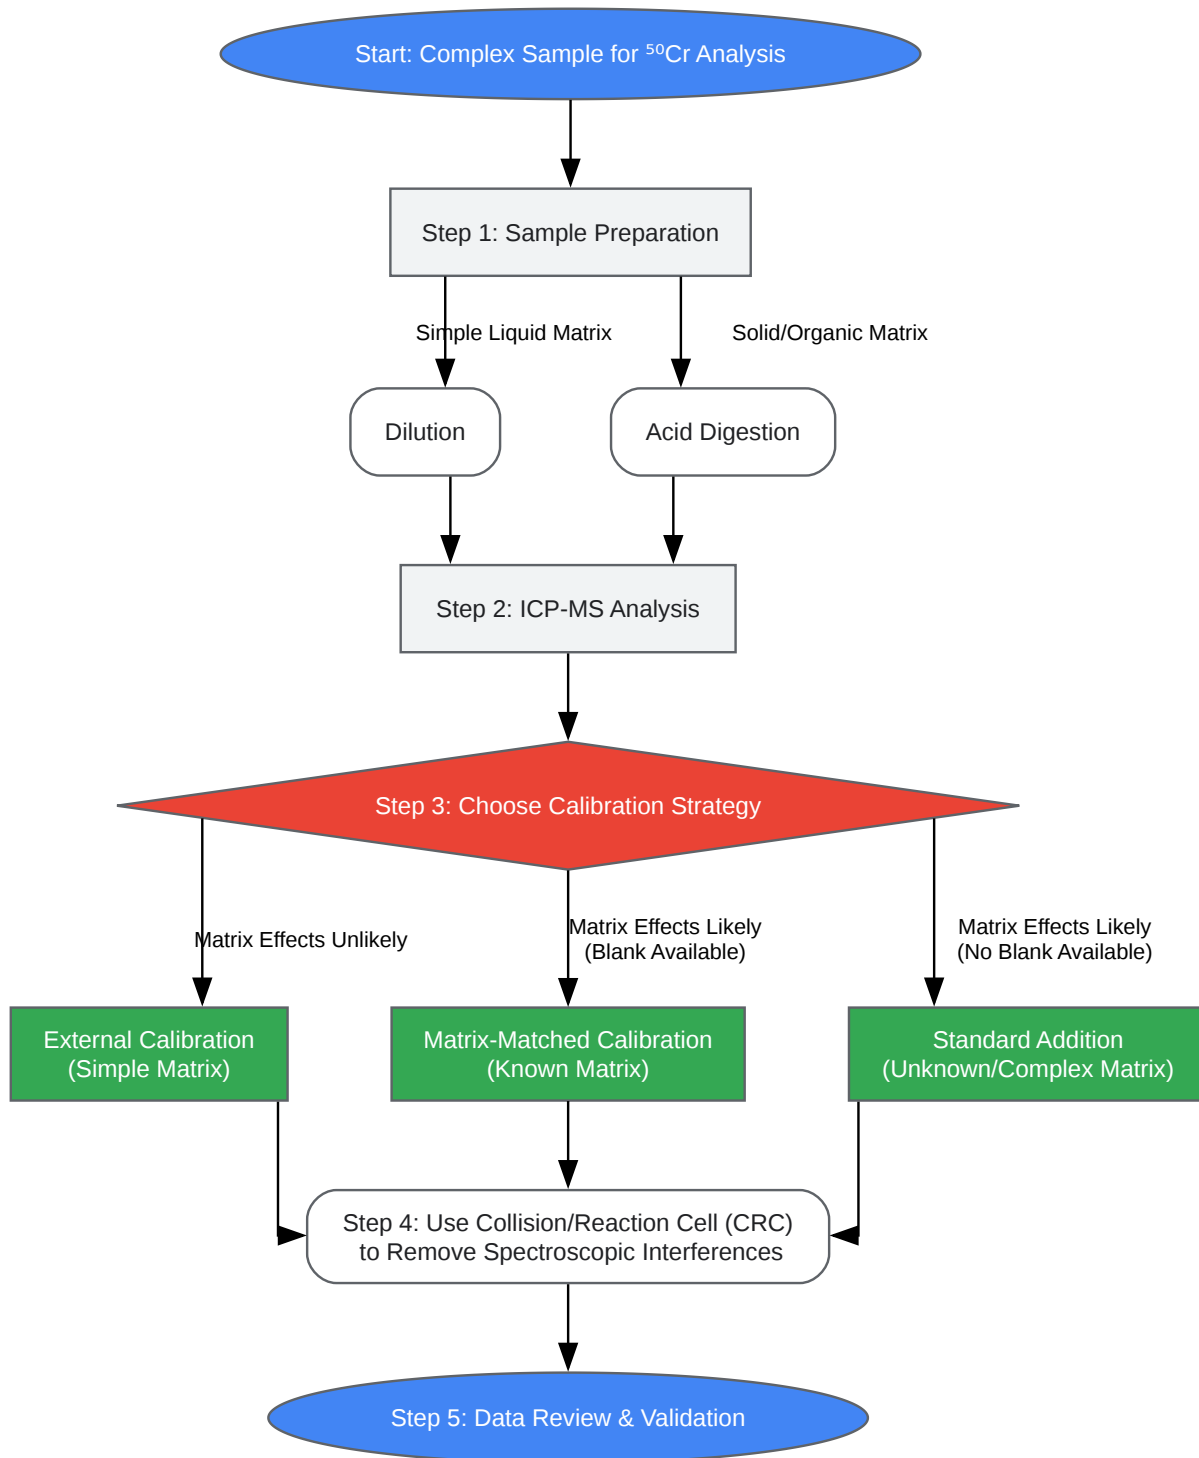 Start: Complex Sample for ⁵⁰Cr Analysis
Step 1: Sample Preparation
Simple Liquid Matrix
Solid/Organic Matrix
Dilution
Acid Digestion
Step 2: ICP-MS Analysis
Step 3: Choose Calibration Strategy
Matrix Effects Unlikely
Matrix Effects Likely
(Blank Available)
Matrix Effects Likely
(No Blank Available)
External Calibration
(Simple Matrix)
Matrix-Matched Calibration
(Known Matrix)
Standard Addition
(Unknown/Complex Matrix)
Step 4: Use Collision/Reaction Cell (CRC)
to Remove Spectroscopic Interferences
Step 5: Data Review & Validation